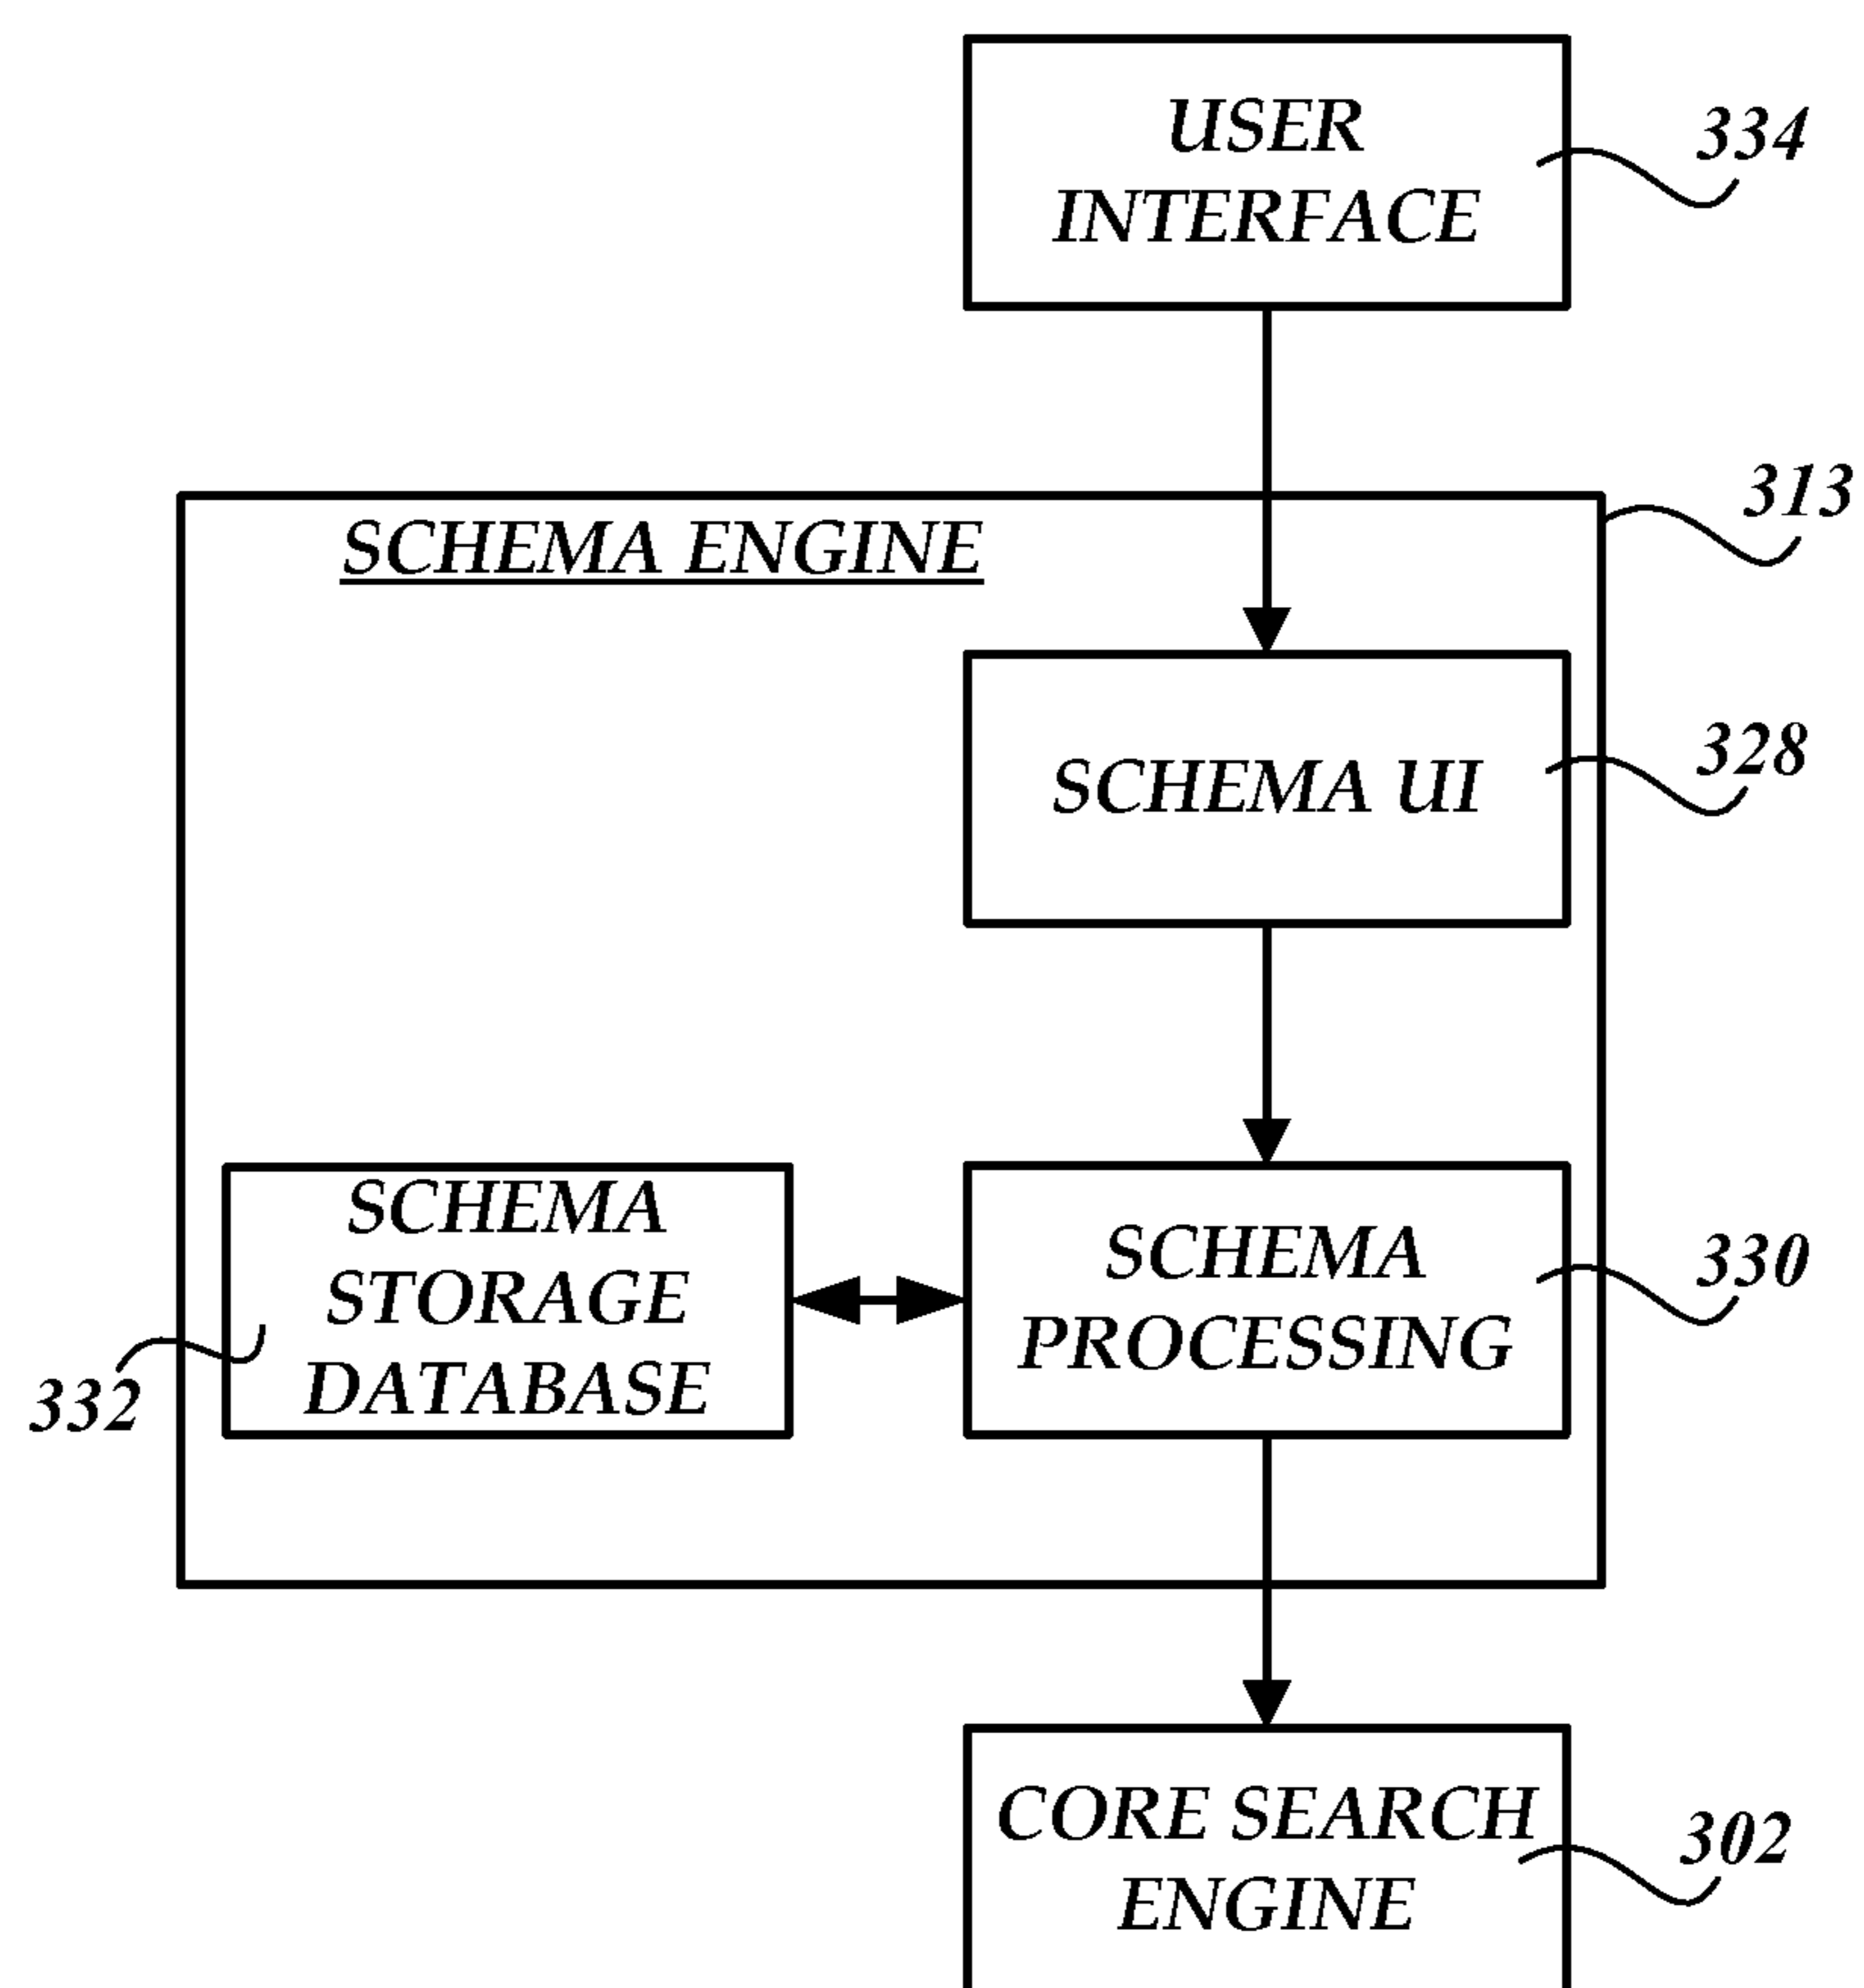 USER
INTERFACE
334
313
SCHEMA ENGINE
SCHEMA UI
328
SCHEMA
STORAGE
DATABASE
332
SCHEMA
PROCESSING
330
CORE SEARCH
ENGINE
302